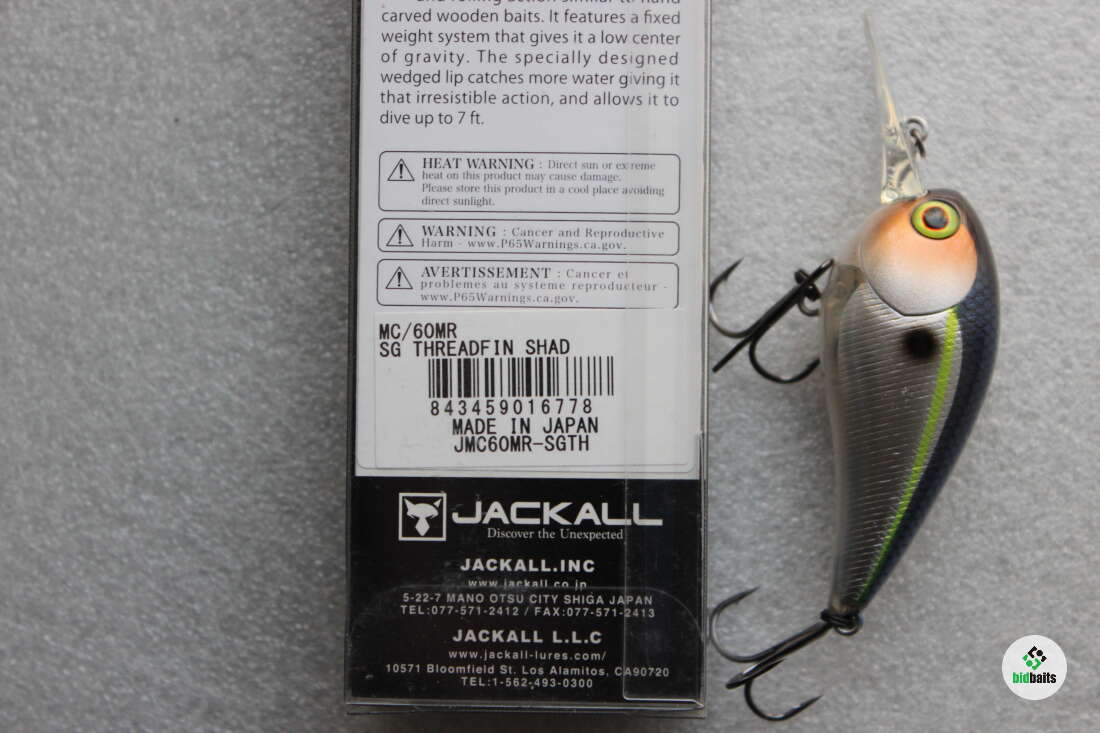 and rolling action similar to hand
carved wooden baits. It features a fixed
weight system that gives it a low center
of gravity. The specially designed
wedged lip catches more water giving it
that irresistible action, and allows it to
dive up to 7 ft.
HEAT WARNING : Direct sun or extreme
heat on this product may cause damage.
Please store this product in a cool place avoiding
direct sunlight.
WARNING : Cancer and Reproductive
Harm - www.P65Warnings.ca.gov.
AVERTISSEMENT : Cancer et
problemes au systeme reproducteur -
www.P65Warnings.ca.gov.
MC/60MR
SG THREADFIN SHAD
843459016778
MADE IN JAPAN
JMC60MR-SGTH
JACKALL
Discover the Unexpected
JACKALL.INC
www.jackall.co.jp
5-22-7 MANO OTSU CITY SHIGA JAPAN
TEL:077-571-2412 / FAX:077-571-2413
JACKALL L.L.C
www.jackall-lures.com/
10571 Bloomfield St. Los Alamitos, CA90720
TEL:1-562-493-0300
bidbaits